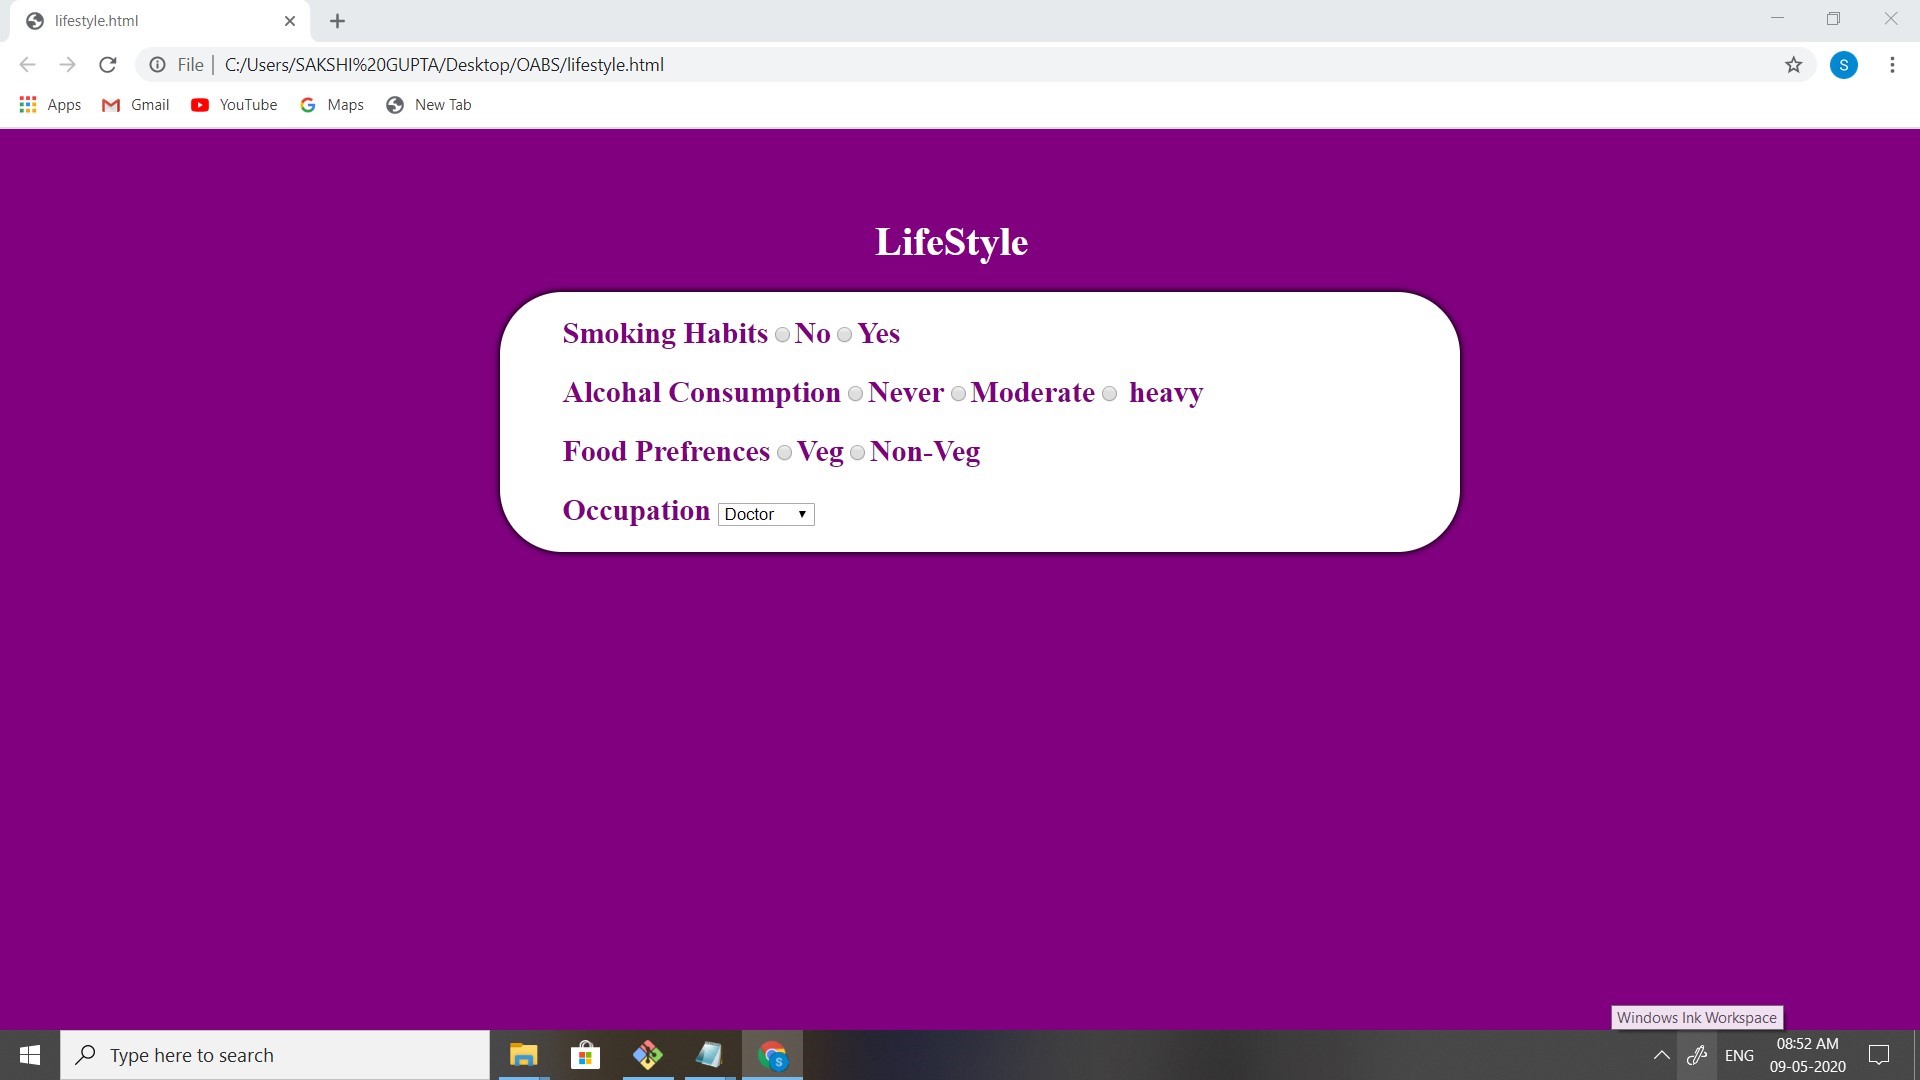 lifestyle.html
File | C:/Users/SAKSHI%20GUPTA/Desktop/OABS/lifestyle.html
S
Apps Gmail YouTube Maps New Tab
LifeStyle
Smoking Habits No Yes
Alcohal Consumption Never Moderate heavy
Food Prefrences Veg Non-Veg
Occupation Doctor
Windows Ink Workspace
Type here to search
S
ENG
08:52 AM
09-05-2020